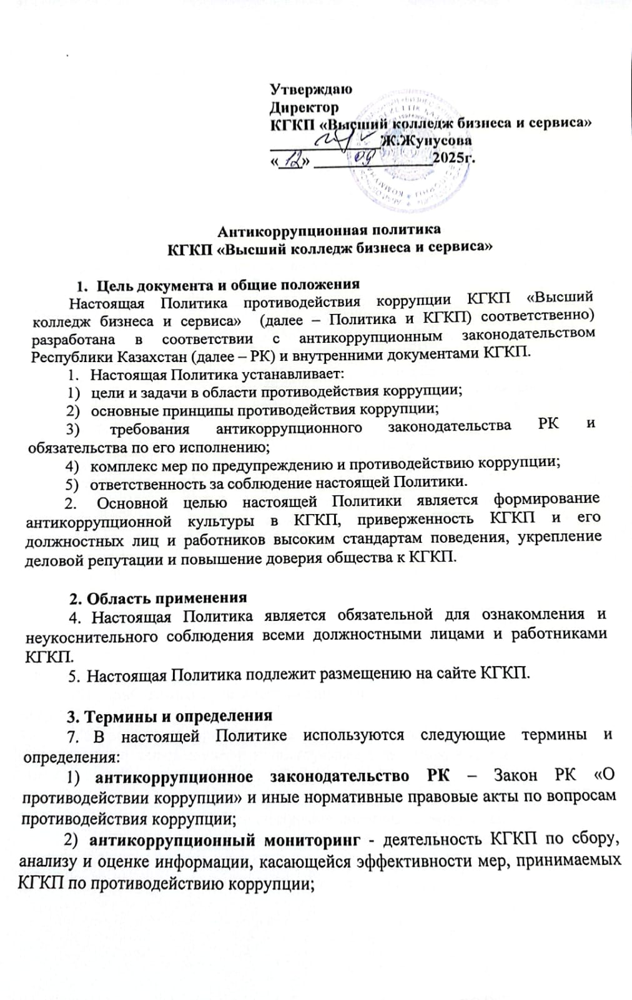 Утверждаю
Директор
КГКП «Высший колледж бизнеса и сервиса»
Ж.Жунусова
«12» 09 2025г.
Антикоррупционная политика
КГКП «Высший колледж бизнеса и сервиса»
1. Цель документа и общие положения
Настоящая Политика противодействия коррупции КГКП «Высший
колледж бизнеса и сервиса» (далее – Политика и КГКП) соответственно)
разработана в соответствии с антикоррупционным законодательством
Республики Казахстан (далее – РК) и внутренними документами КГКП.
1. Настоящая Политика устанавливает:
1) цели и задачи в области противодействия коррупции;
2) основные принципы противодействия коррупции;
3) требования антикоррупционного законодательства РК и
обязательства по его исполнению;
4) комплекс мер по предупреждению и противодействию коррупции;
5) ответственность за соблюдение настоящей Политики.
2. Основной целью настоящей Политики является формирование
антикоррупционной культуры в КГКП, приверженность КГКП и его
должностных лиц и работников высоким стандартам поведения, укрепление
деловой репутации и повышение доверия общества к КГКП.
2. Область применения
4. Настоящая Политика является обязательной для ознакомления и
неукоснительного соблюдения всеми должностными лицами и работниками
КГКП.
5. Настоящая Политика подлежит размещению на сайте КГКП.
3. Термины и определения
7. В настоящей Политике используются следующие термины и
определения:
1) антикоррупционное законодательство РК – Закон РК «О
противодействии коррупции» и иные нормативные правовые акты по вопросам
противодействия коррупции;
2) антикоррупционный мониторинг - деятельность КГКП по сбору,
анализу и оценке информации, касающейся эффективности мер, принимаемых
КГКП по противодействию коррупции;